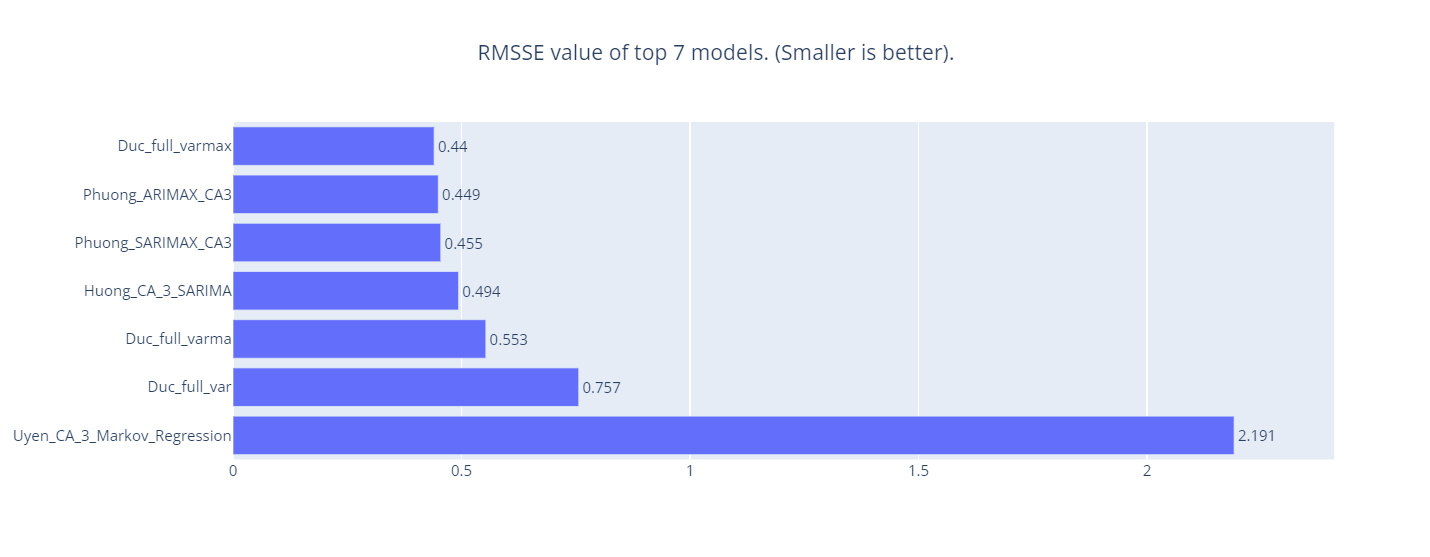 RMSSE value of top 7 models. (Smaller is better).
Duc_full_varmax 0.44
Phuong_ARIMAX_CA3 0.449
Phuong_SARIMAX_CA3 0.455
Huong_CA_3_SARIMA 0.494
Duc_full_varma 0.553
Duc_full_var 0.757
Uyen_CA_3_Markov_Regression 2.191
0 0.5 1 1.5 2